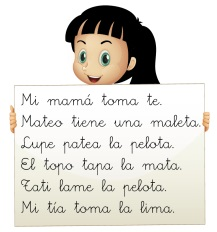 Mi mamá toma te.
Mateo tiene una maleta.
Lupe patea la pelota.
El topo tapa la mata.
Tati lame la pelota.
Mi tía toma la lima.